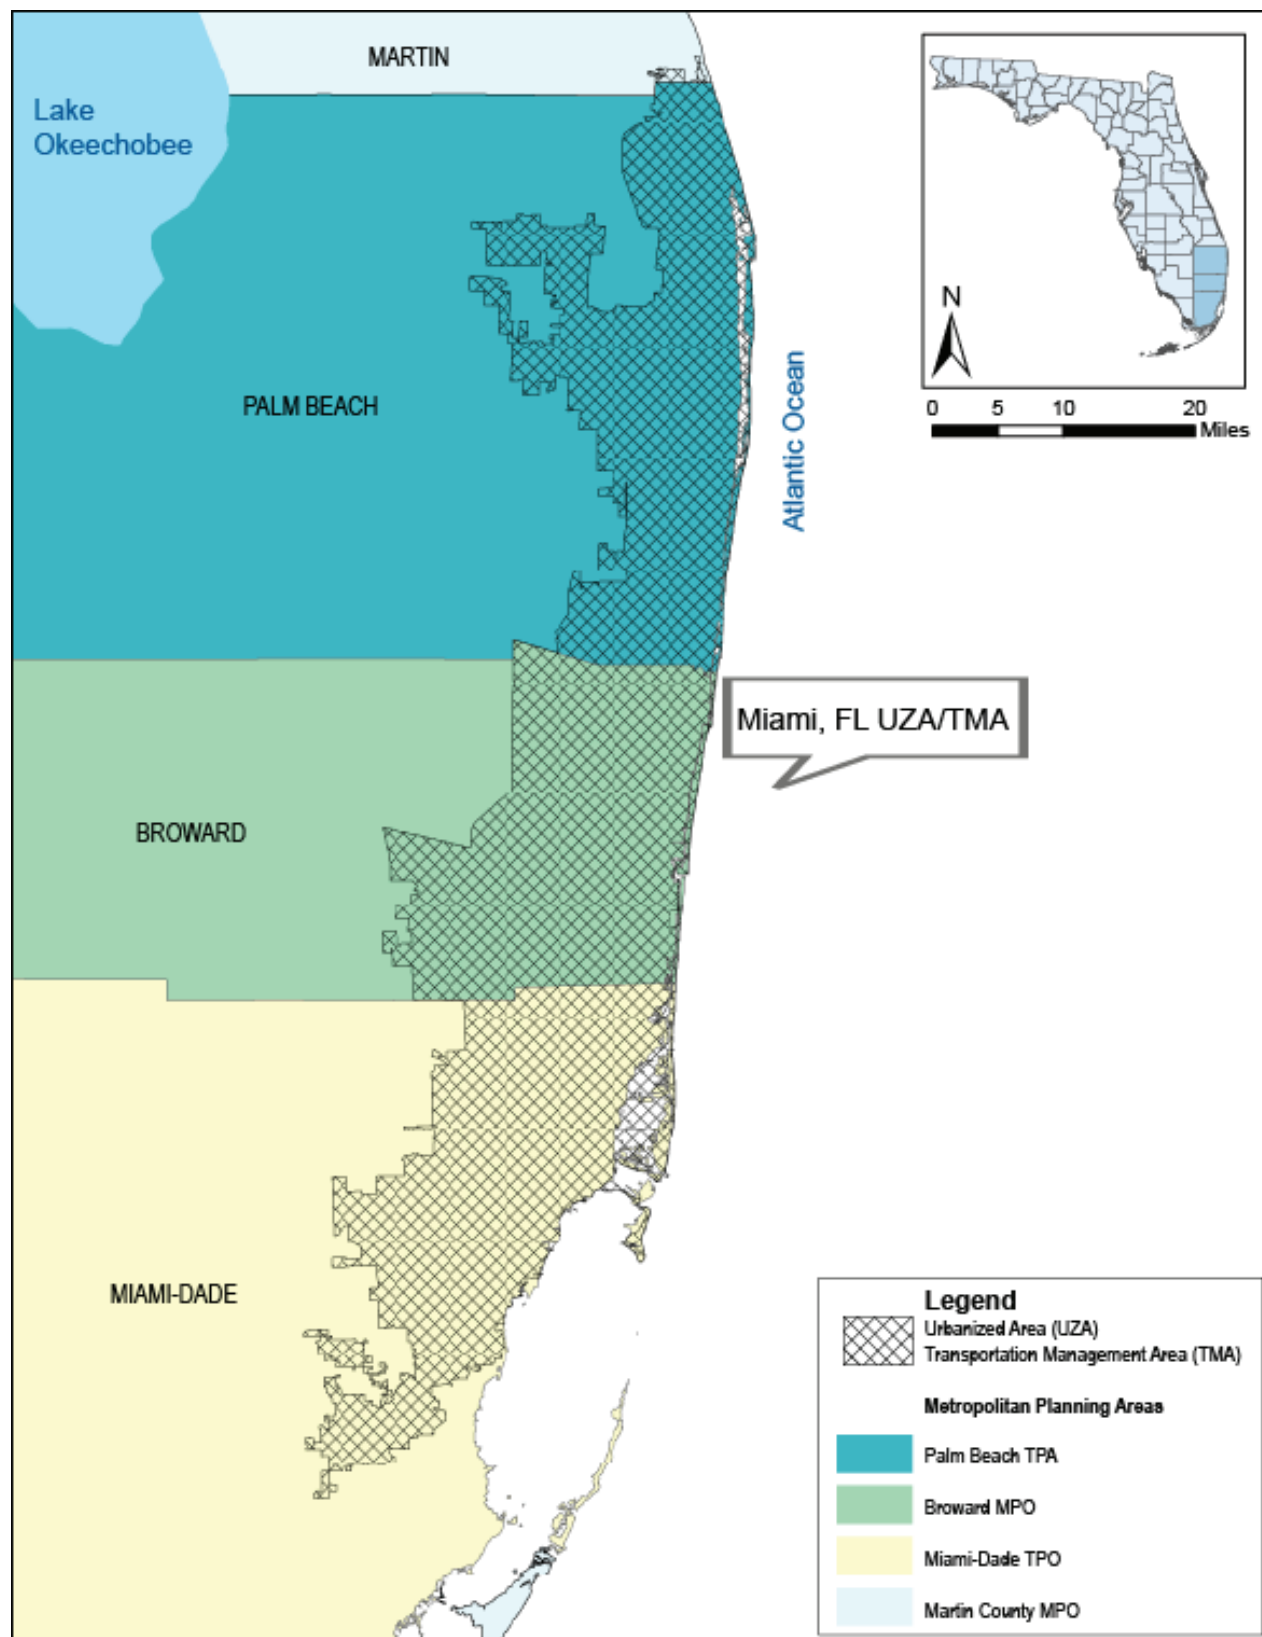 MARTIN
Lake
Okeechobee
PALM BEACH
Atlantic Ocean
N
0 5 10 20
Miles
Miami, FL UZA/TMA
BROWARD
MIAMI-DADE
Legend
Urbanized Area (UZA)
Transportation Management Area (TMA)
Metropolitan Planning Areas
Palm Beach TPA
Broward MPO
Miami-Dade TPO
Martin County MPO